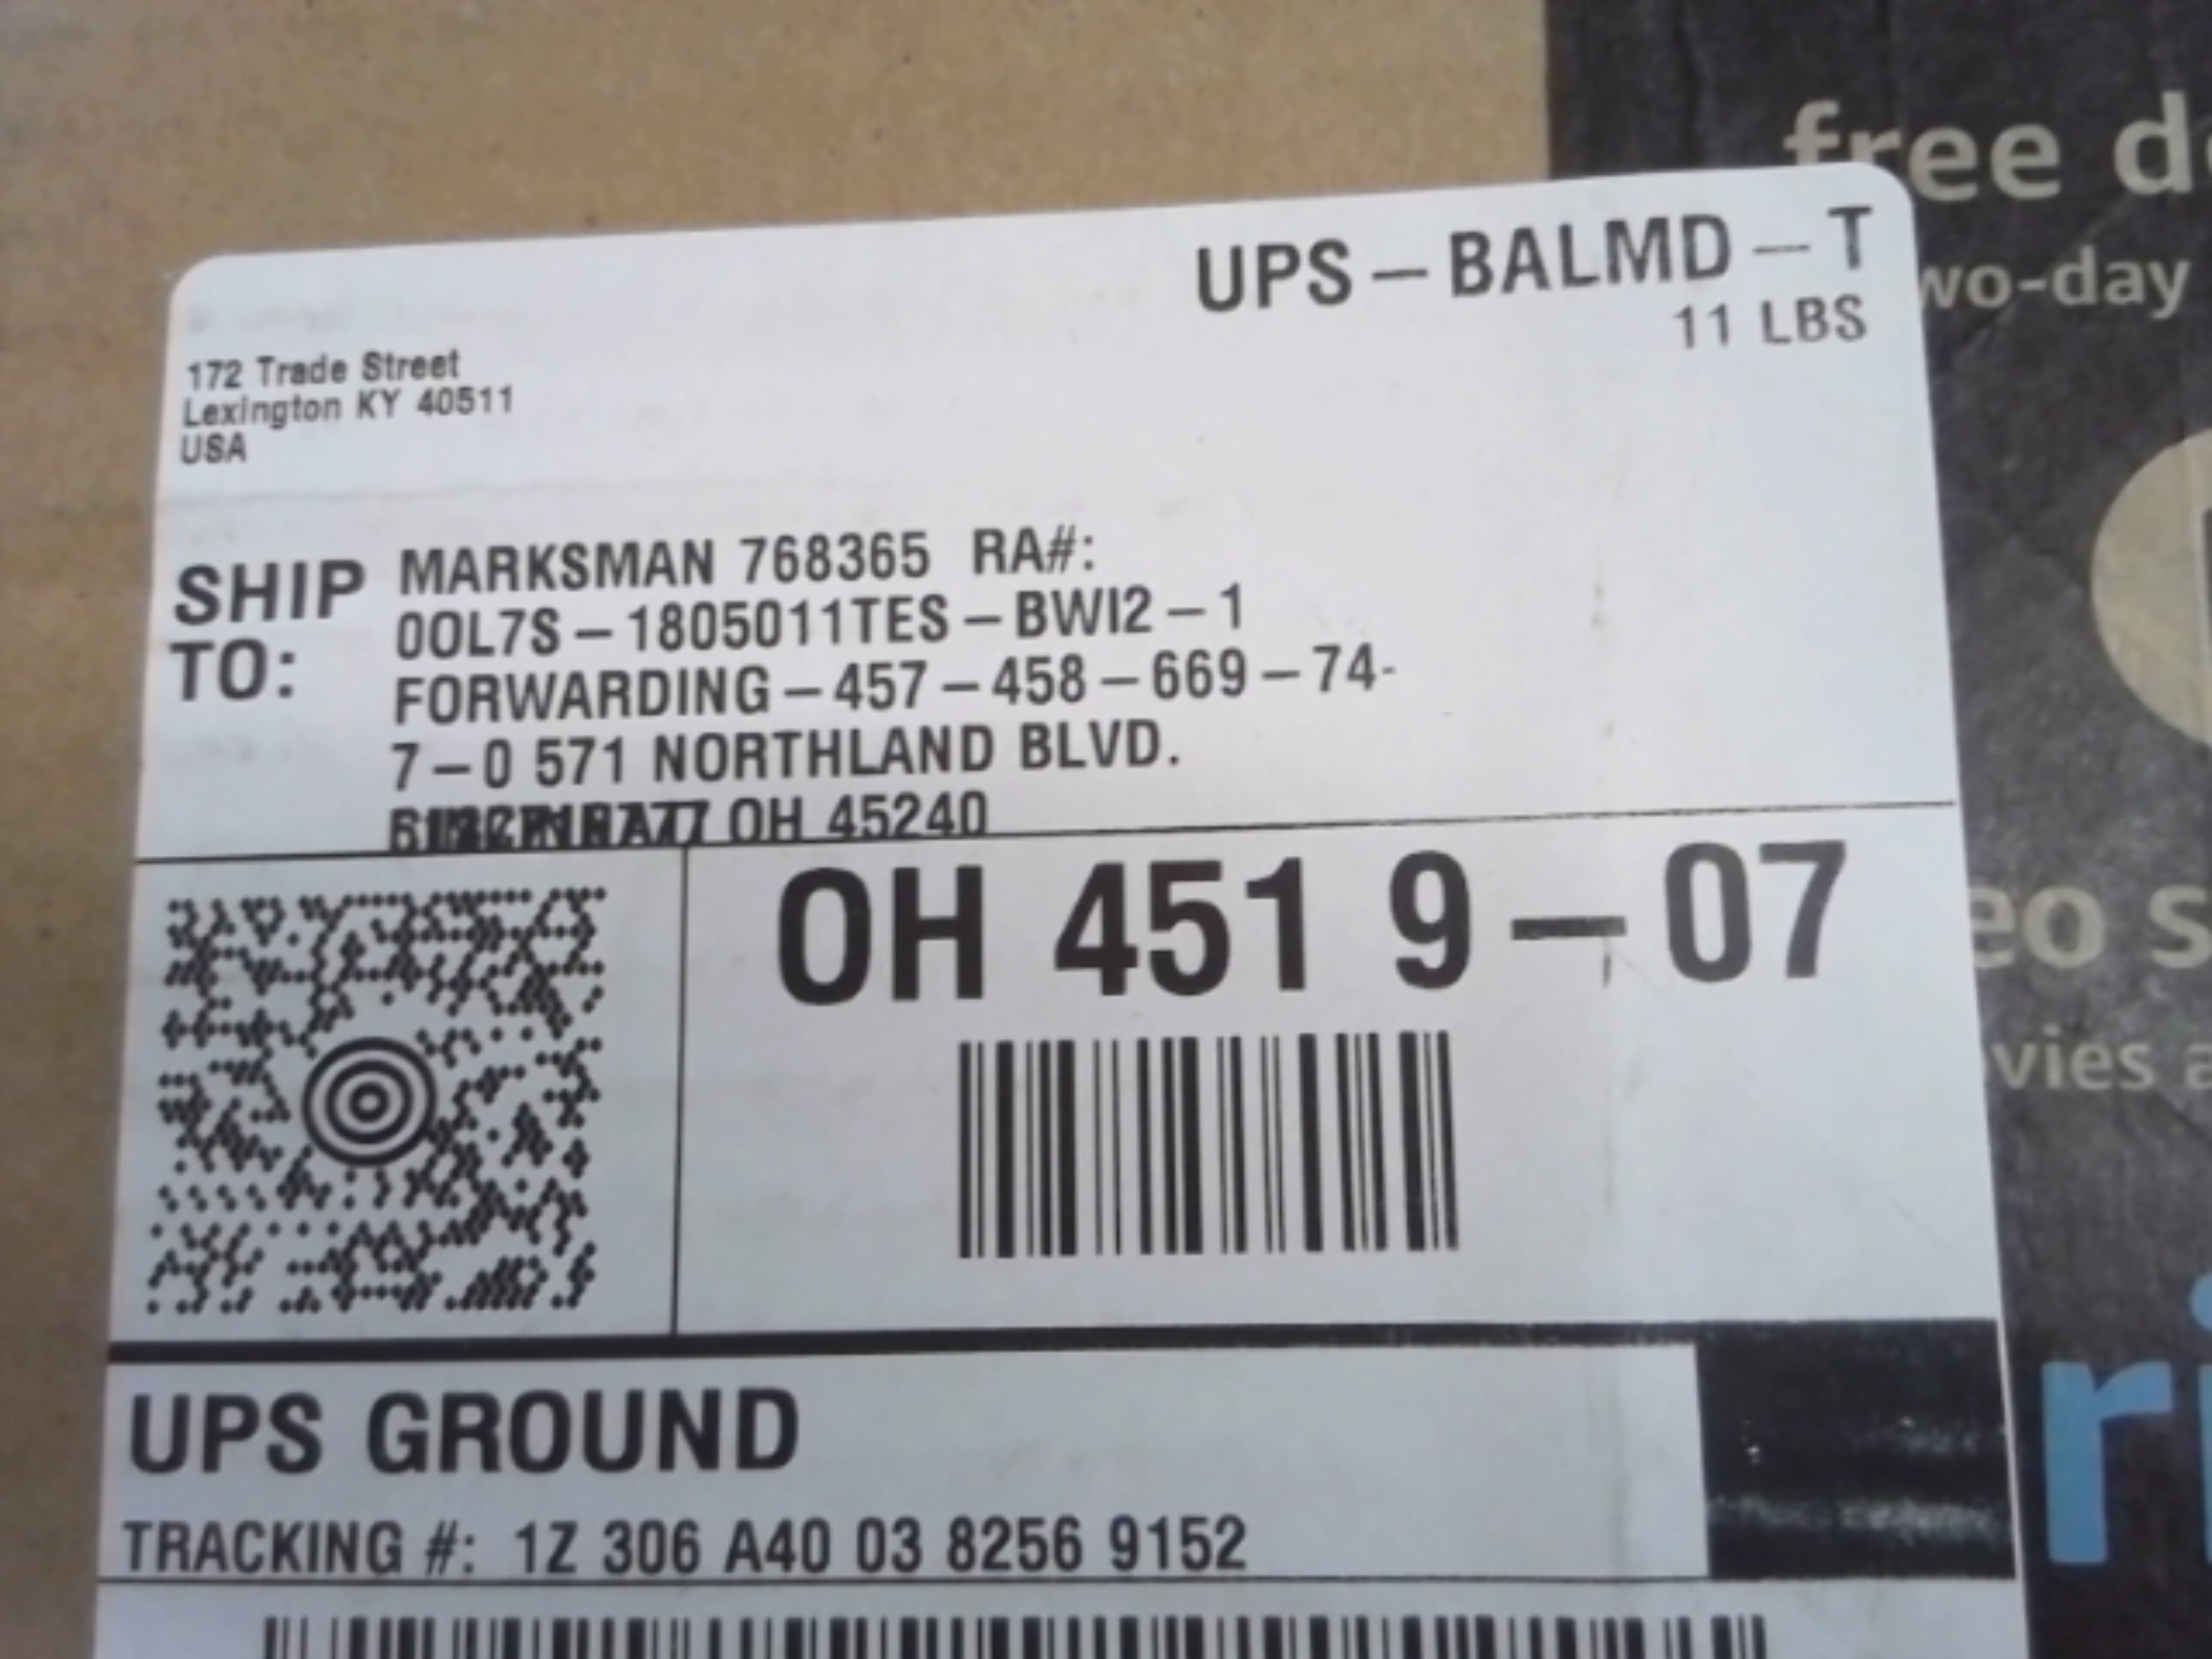 free
UPS – BALMD – T
wo-day
11 LBS
172 Trade Street
Lexington KY 40511
USA
SHIP TO:
MARKSMAN 768365 RA#:
00L7S – 1805011TES – BWI2 – 1
FORWARDING – 457 – 458 – 669 – 74-
7 – 0 571 NORTHLAND BLVD.
OH 45240
OH 451 9 – 07
eo s
vies a
UPS GROUND
ri
TRACKING #: 1Z 306 A40 03 8256 9152